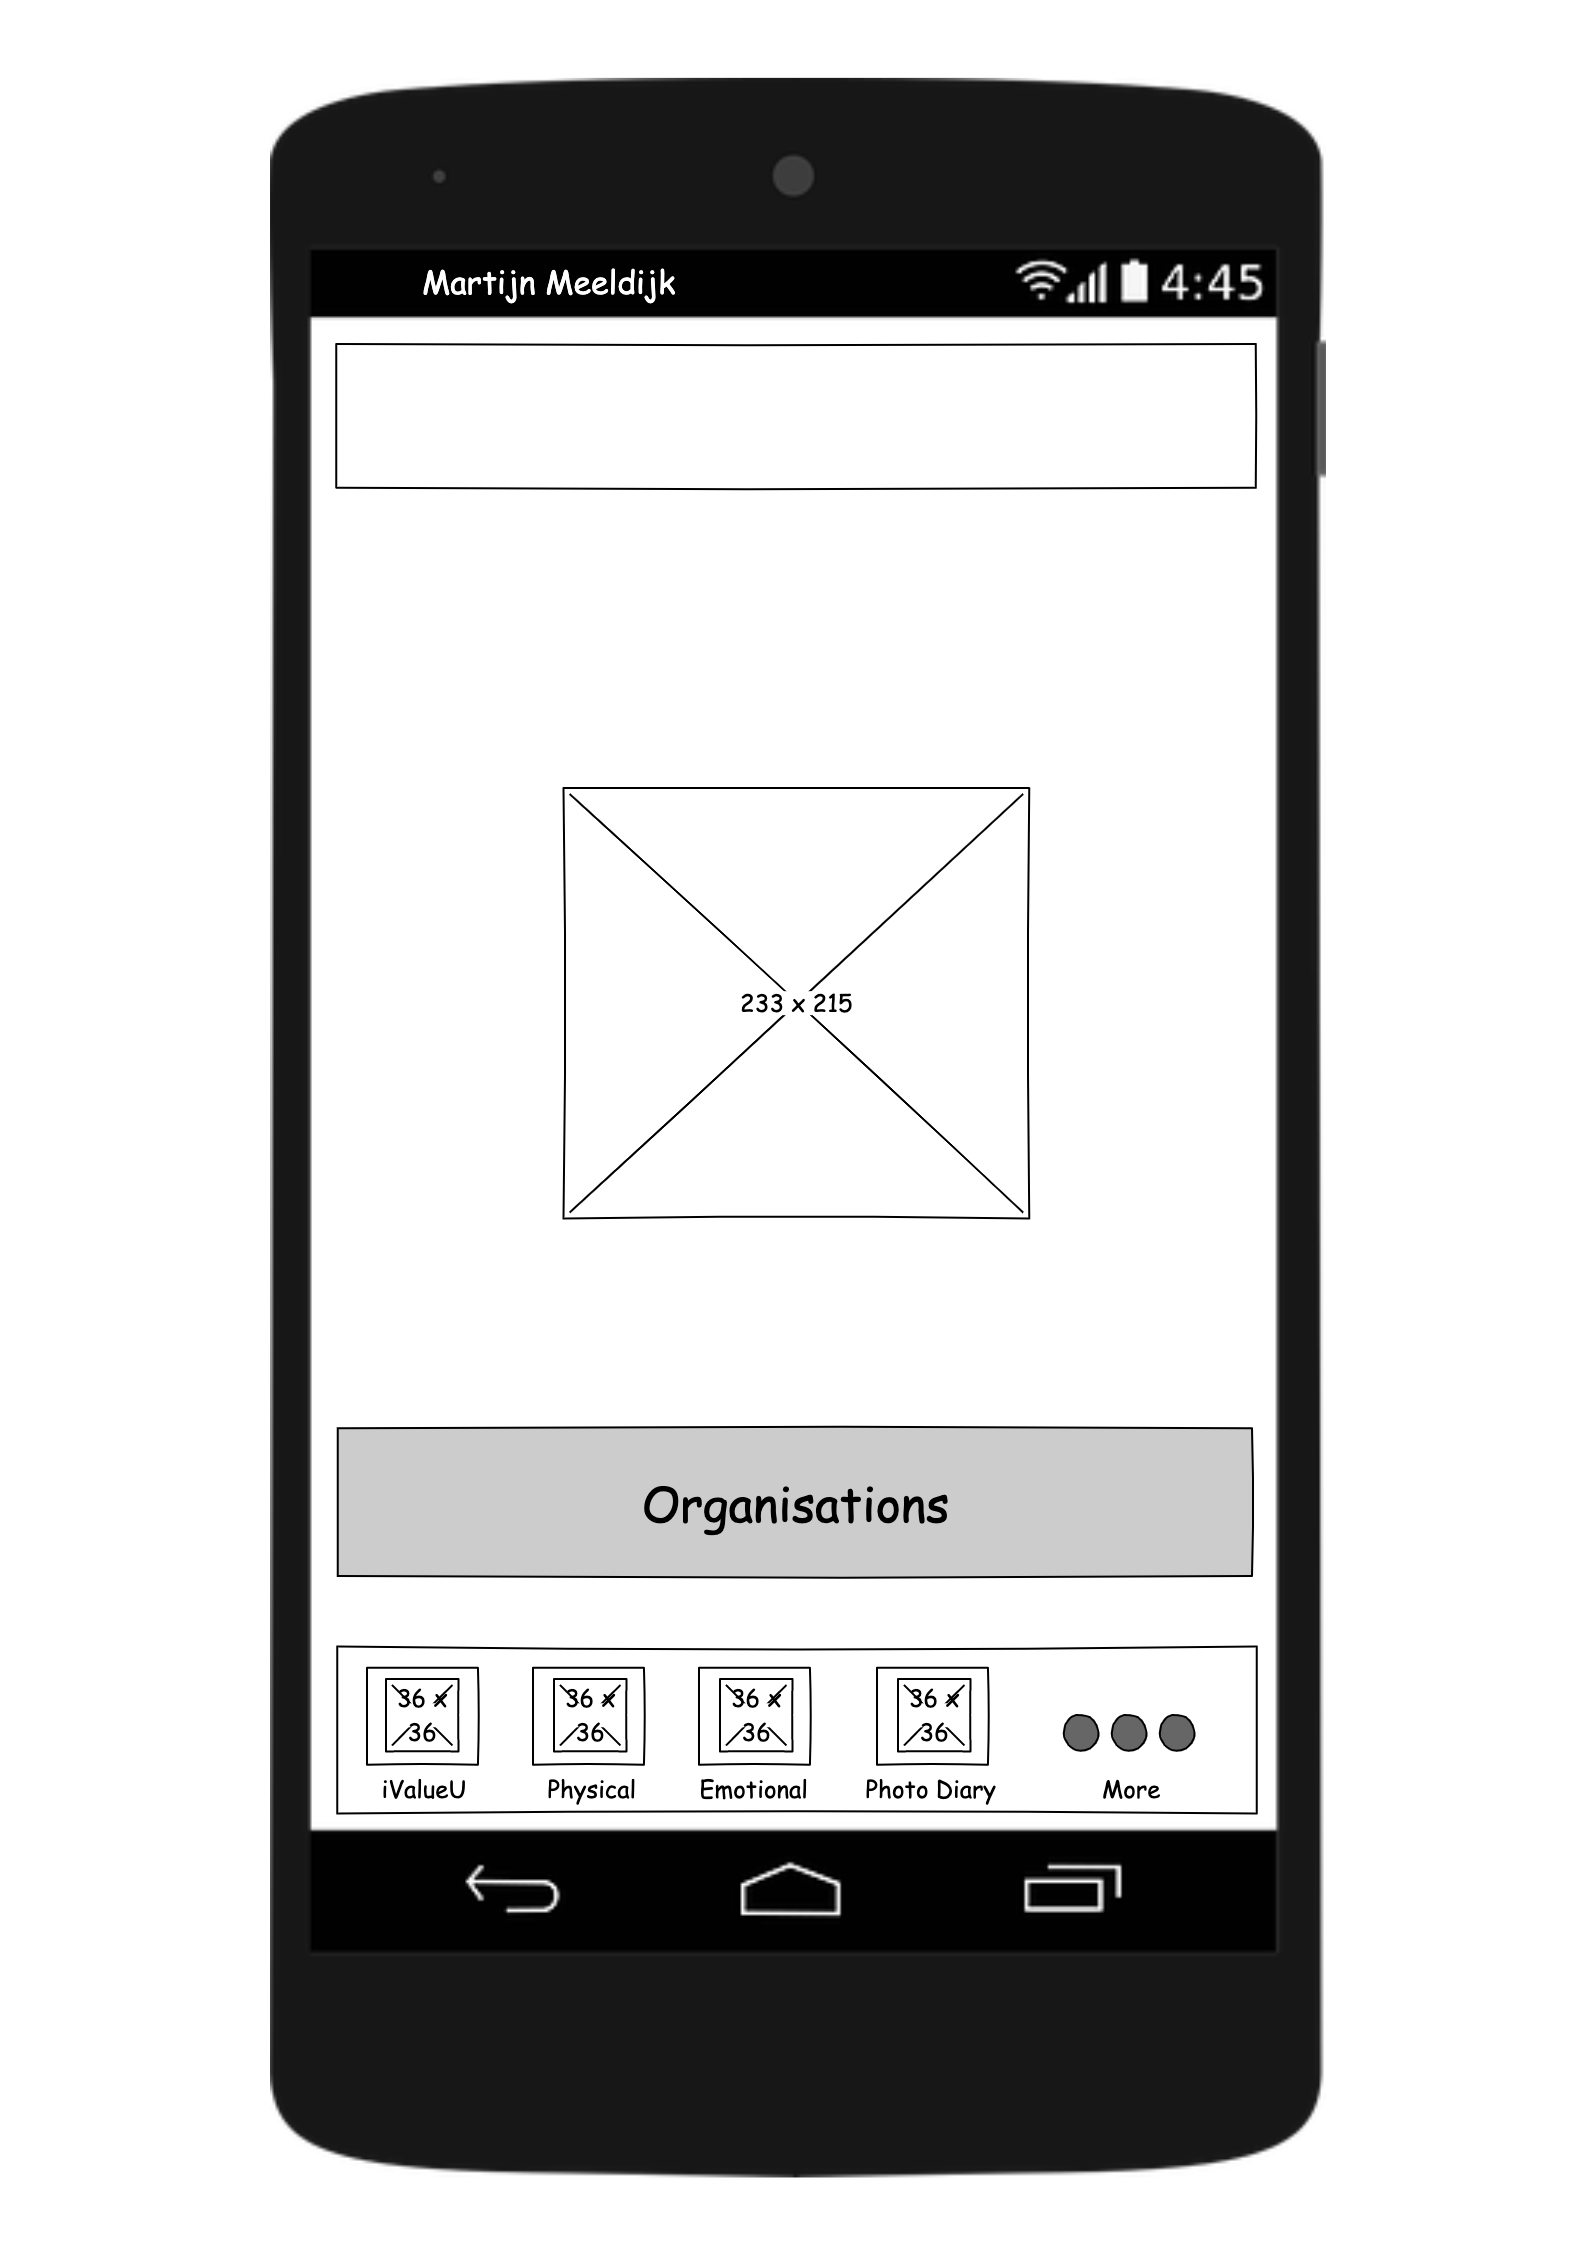 Martijn Meeldijk
4:45
233 x 215
Organisations
36 x
36
36 x
36
36 x
36
36 x
36
iValueU
Physical
Emotional
Photo Diary
More